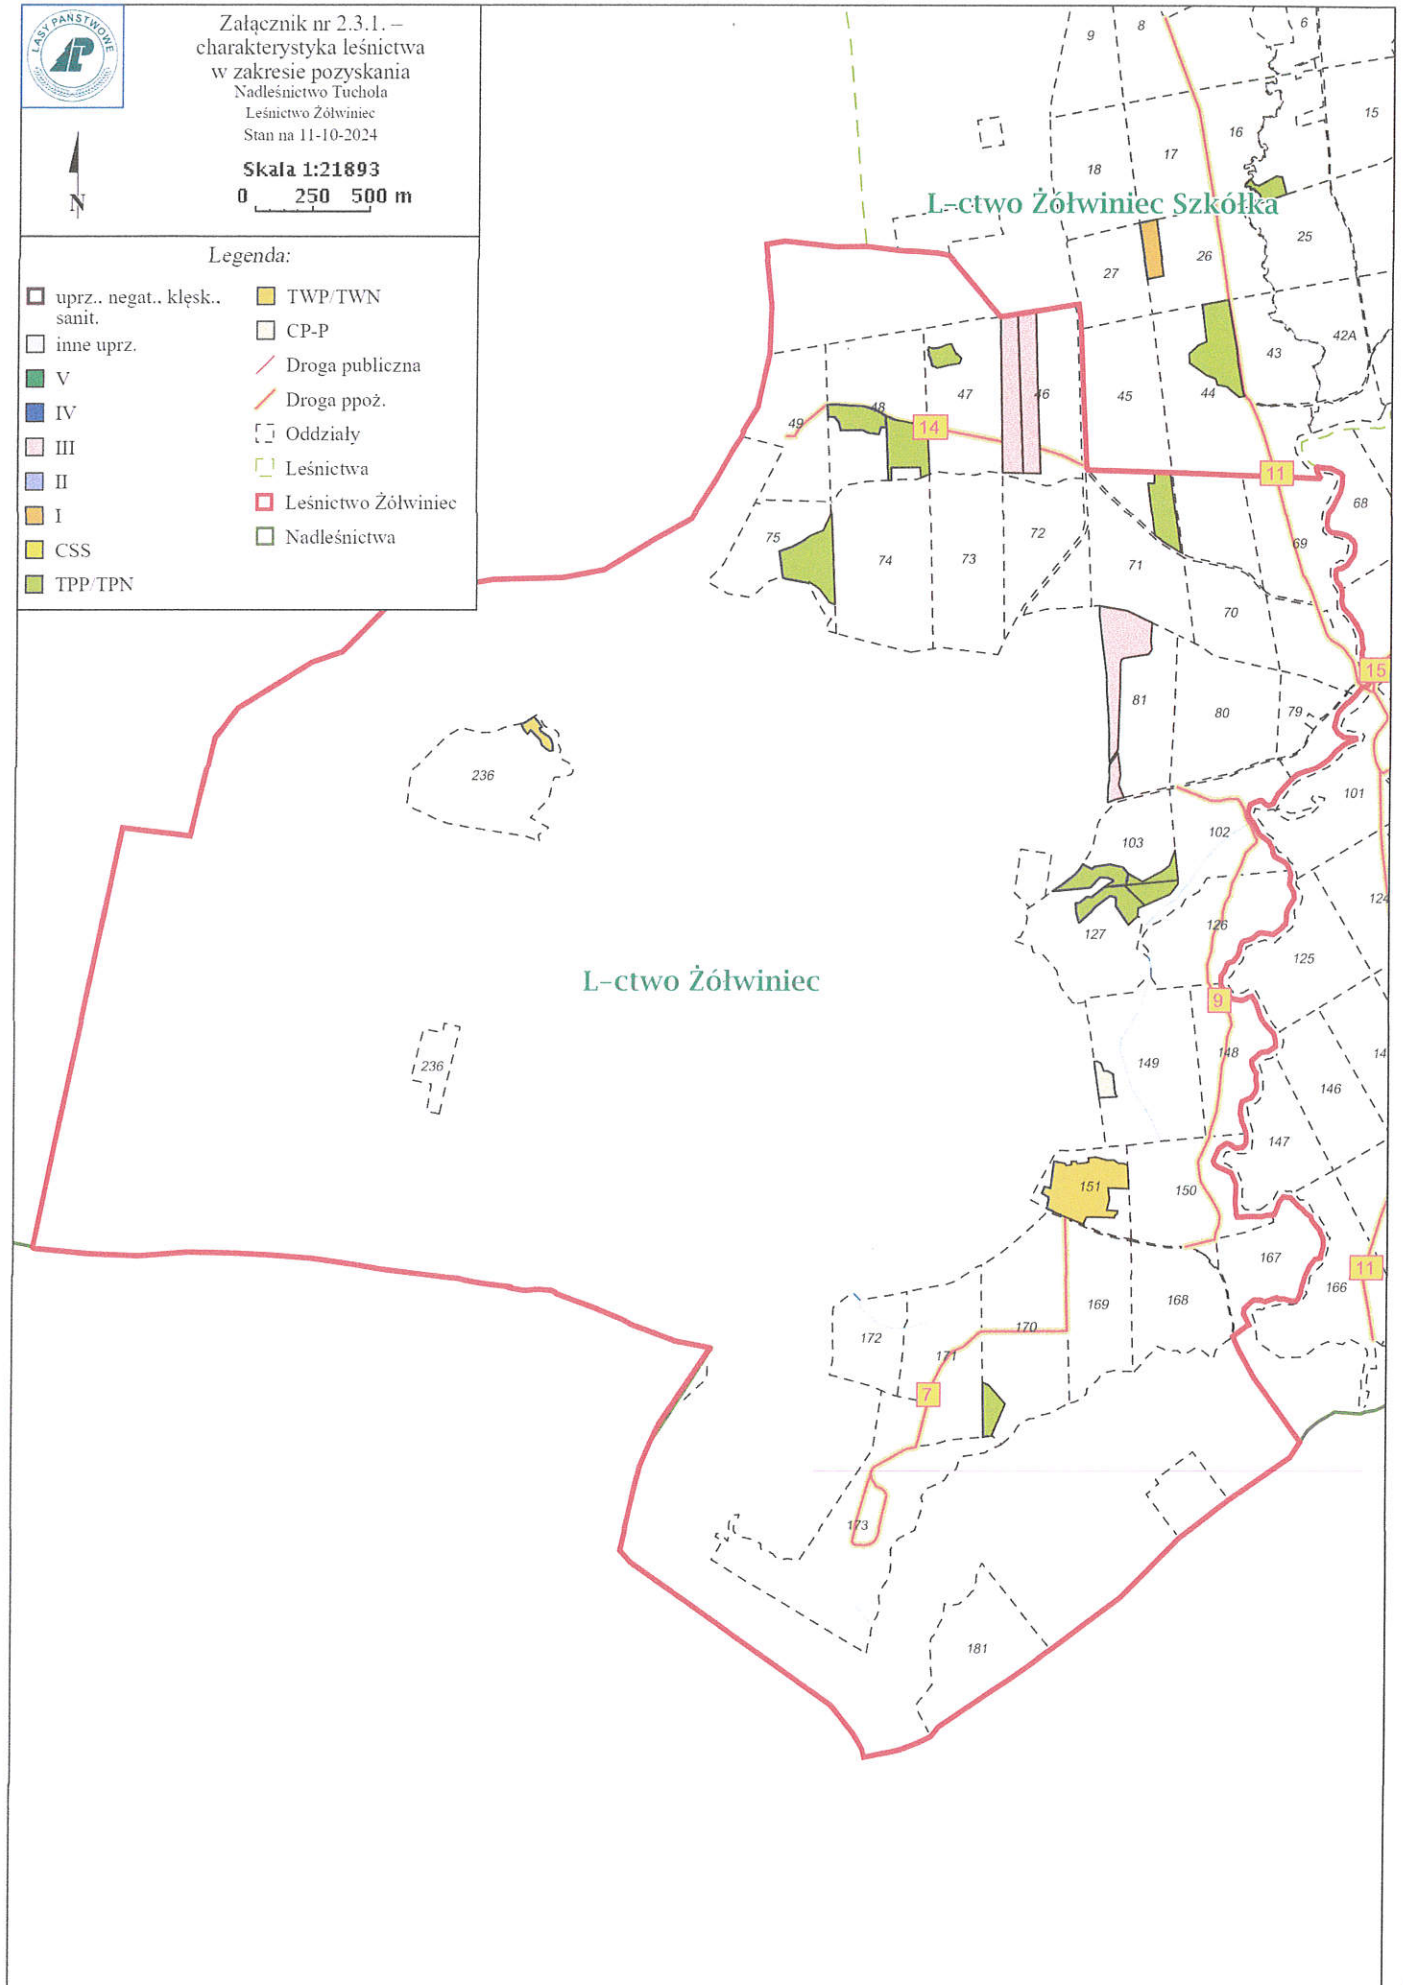 LASY PAŃSTWOWE
Załącznik nr 2.3.1. –
charakterystyka leśnictwa
w zakresie pozyskania
Nadleśnictwo Tuchola
Leśnictwo Żółwiniec
Stan na 11-10-2024
Skala 1:21893
0 250 500 m
N
Legenda:
uprz.. negat.. klęsk..
sanit.
inne uprz.
V
IV
III
II
I
CSS
TPP/TPN
TWP/TWN
CP-P
Droga publiczna
Droga ppoż.
Oddziały
Leśnictwa
Leśnictwo Żółwiniec
Nadleśnictwa
9
8
6
15
16
17
18
L-ctwo Żółwiniec Szkółka
25
26
27
42A
43
44
45
46
47
48
49
14
11
68
69
75
74
73
72
71
70
15
81
80
79
236
101
102
103
124
126
127
125
L-ctwo Żółwiniec
9
148
149
14
146
236
147
151
150
167
11
166
168
169
170
172
171
7
173
181